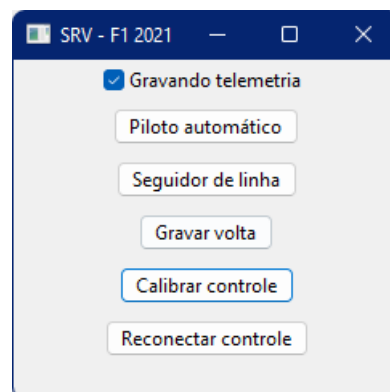 SRV - F1 2021
Gravando telemetria
Piloto automático
Seguidor de linha
Gravar volta
Calibrar controle
Reconectar controle